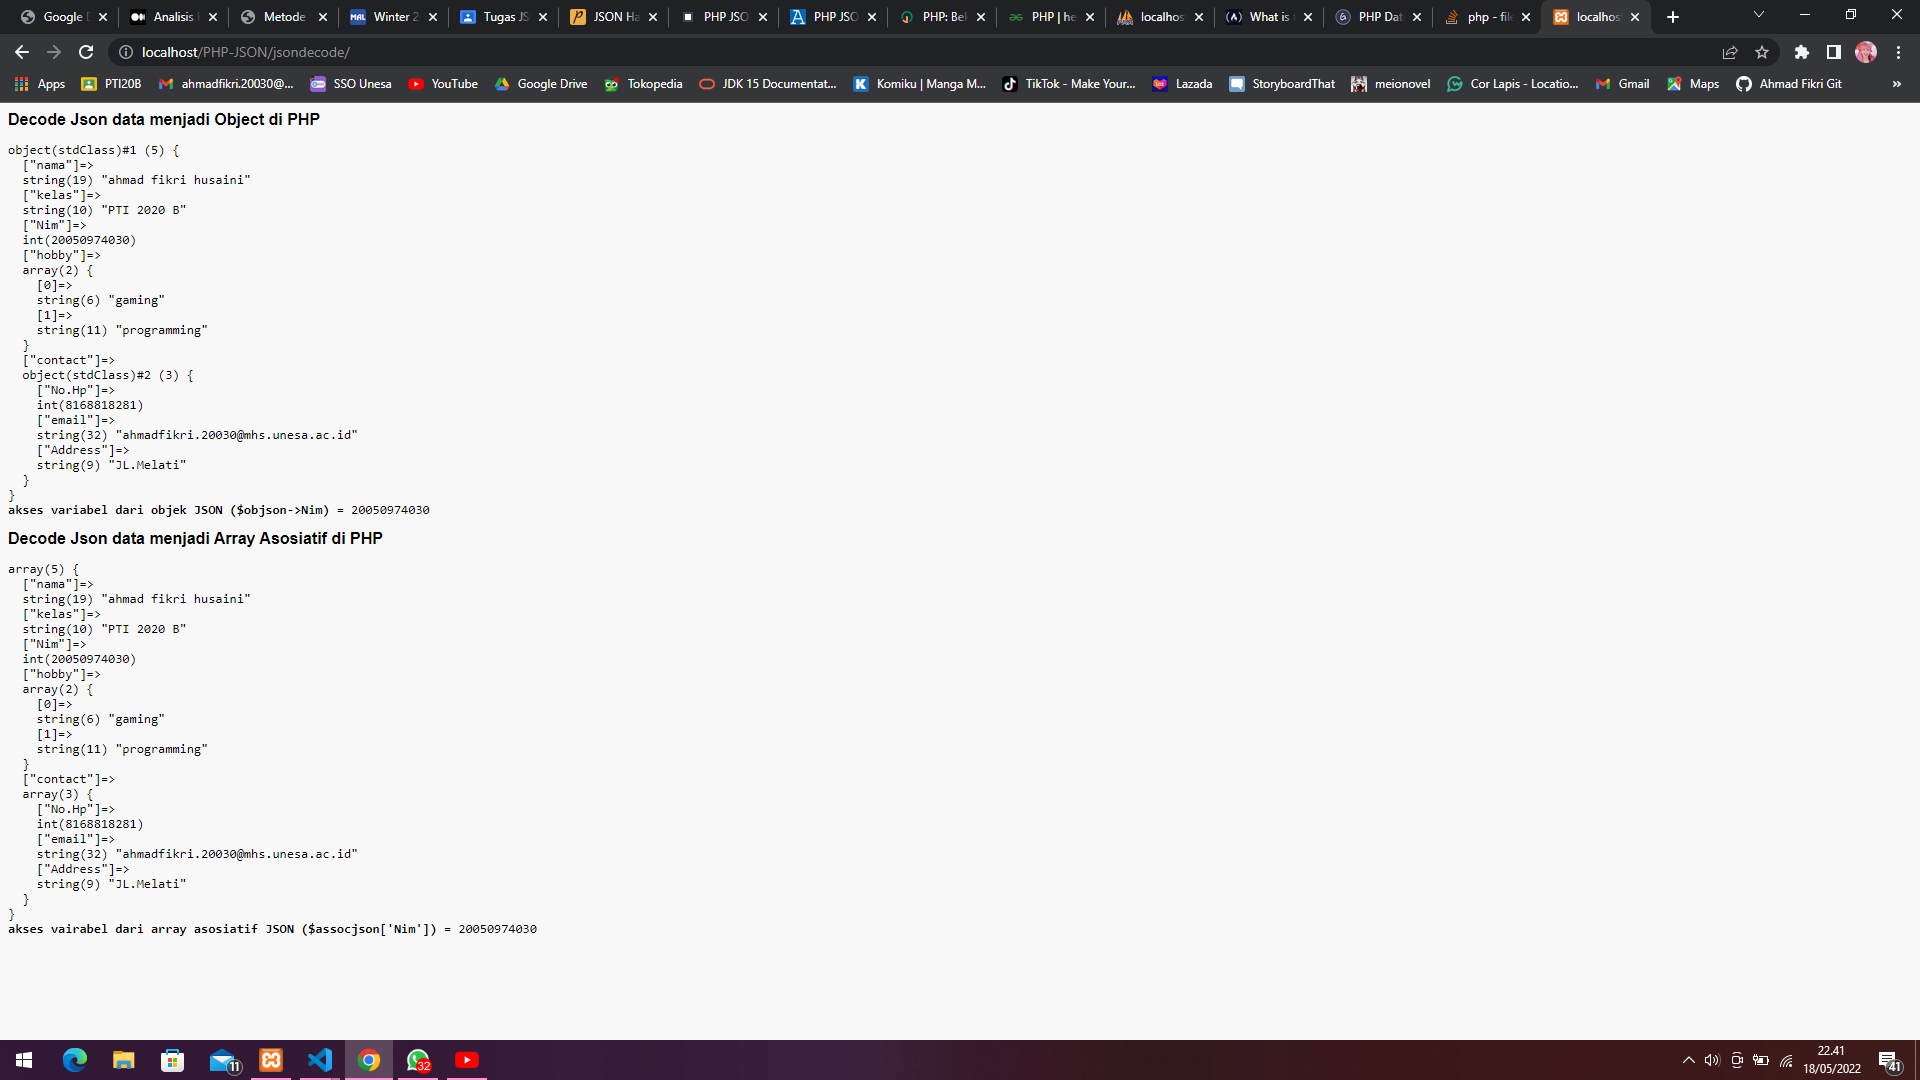 Google D
Analisis F
Metode
Winter 2
Tugas JS
JSON Ha
PHP JSO
PHP JSO
PHP: Bel
PHP | he
localhos
What is
PHP Dat
php - file
localhos
localhost/PHP-JSON/jsondecode/
Apps
PTI20B
ahmadfikri.20030@...
SSO Unesa
YouTube
Google Drive
Tokopedia
JDK 15 Documentat...
Komiku | Manga M...
TikTok - Make Your...
Lazada
StoryboardThat
meionovel
Cor Lapis - Locatio...
Gmail
Maps
Ahmad Fikri Git
»
Decode Json data menjadi Object di PHP
object(stdClass)#1 (5) {
  ["nama"]=>
  string(19) "ahmad fikri husaini"
  ["kelas"]=>
  string(10) "PTI 2020 B"
  ["Nim"]=>
  int(20050974030)
  ["hobby"]=>
  array(2) {
    [0]=>
    string(6) "gaming"
    [1]=>
    string(11) "programming"
  }
  ["contact"]=>
  object(stdClass)#2 (3) {
    ["No.Hp"]=>
    int(8168818281)
    ["email"]=>
    string(32) "ahmadfikri.20030@mhs.unesa.ac.id"
    ["Address"]=>
    string(9) "JL.Melati"
  }
}
akses variabel dari objek JSON ($objson->Nim) = 20050974030
Decode Json data menjadi Array Asosiatif di PHP
array(5) {
  ["nama"]=>
  string(19) "ahmad fikri husaini"
  ["kelas"]=>
  string(10) "PTI 2020 B"
  ["Nim"]=>
  int(20050974030)
  ["hobby"]=>
  array(2) {
    [0]=>
    string(6) "gaming"
    [1]=>
    string(11) "programming"
  }
  ["contact"]=>
  array(3) {
    ["No.Hp"]=>
    int(8168818281)
    ["email"]=>
    string(32) "ahmadfikri.20030@mhs.unesa.ac.id"
    ["Address"]=>
    string(9) "JL.Melati"
  }
}
akses vairabel dari array asosiatif JSON ($assocjson['Nim']) = 20050974030
11
32
22.41
18/05/2022
41